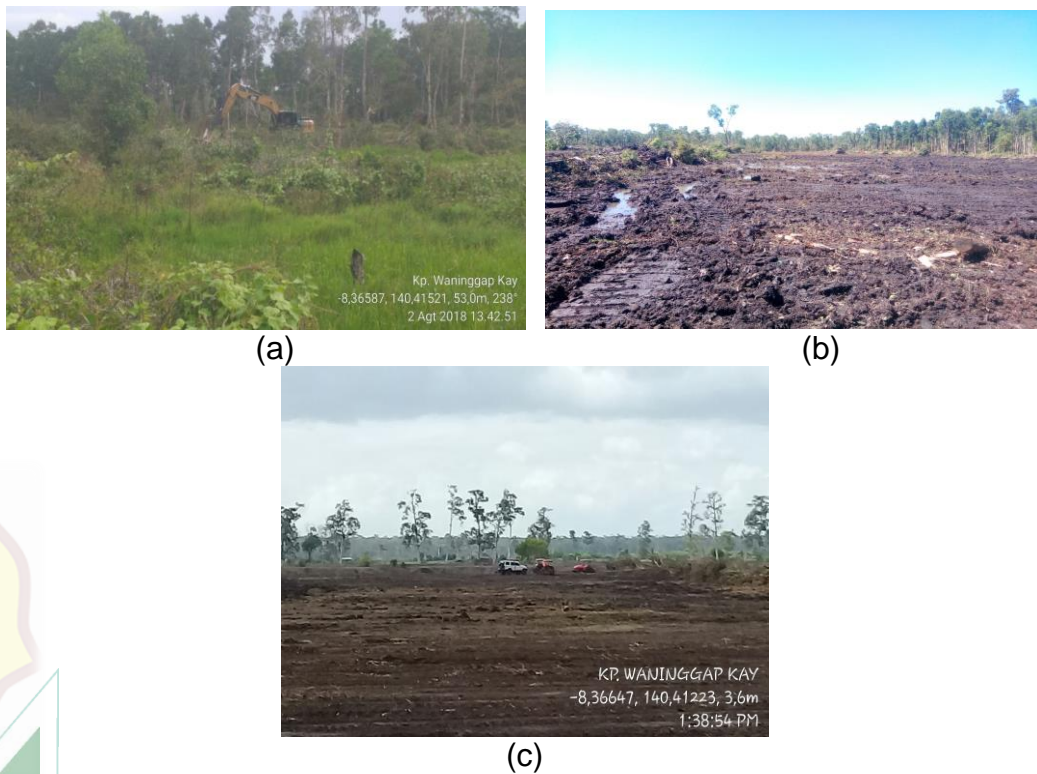 Kp. Waninggap Kay
-8,36587, 140,41521, 53,0m, 238°
2 Agt 2018 13.42.51
(a)
(b)
KP. WANINGGAP KAY
-8,36647, 140,41223, 3,6m
1:38:54 PM
(c)